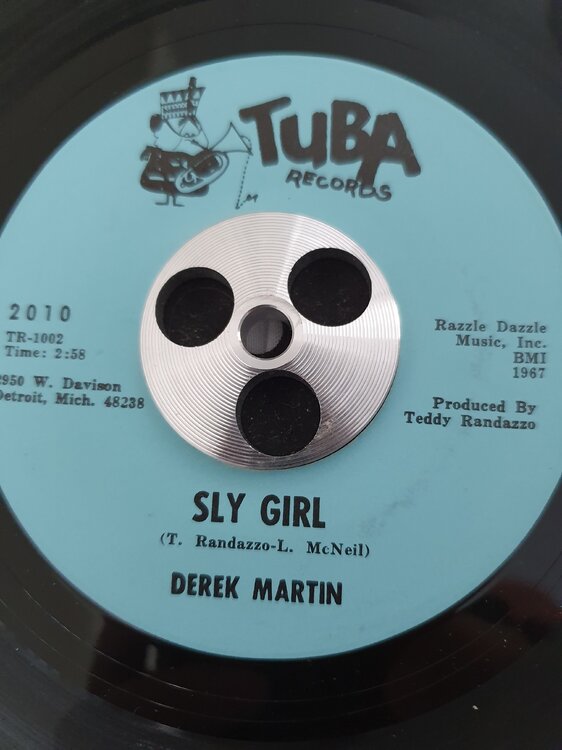 TUBA
RECORDS
2010
TR-1002
Time: 2:58
2950 W. Davison
Detroit, Mich. 48238
Razzle Dazzle
Music, Inc.
BMI
1967
Produced By
Teddy Randazzo
SLY GIRL
(T. Randazzo-L. McNeil)
DEREK MARTIN